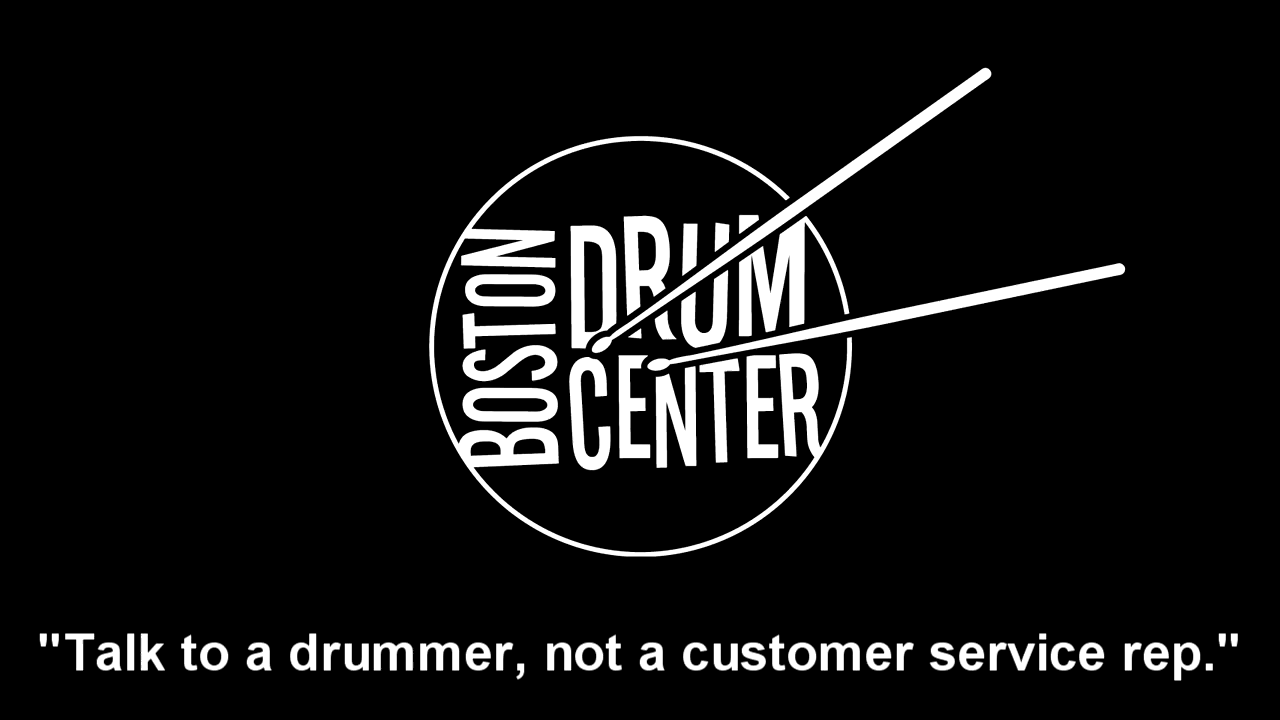 BOSTON
DRUM
CENTER
"Talk to a drummer, not a customer service rep."